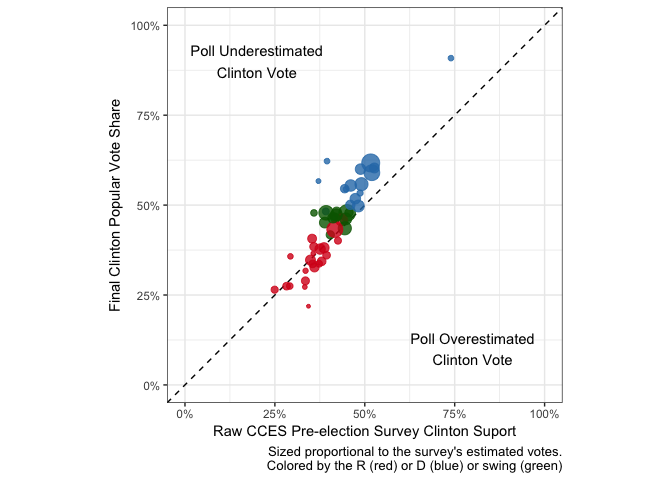 Final Clinton Popular Vote Share
100%
75%
50%
25%
0%
Poll Underestimated
Clinton Vote
Poll Overestimated
Clinton Vote
0%
25%
50%
75%
100%
Raw CCES Pre-election Survey Clinton Suport
Sized proportional to the survey's estimated votes.
Colored by the R (red) or D (blue) or swing (green)